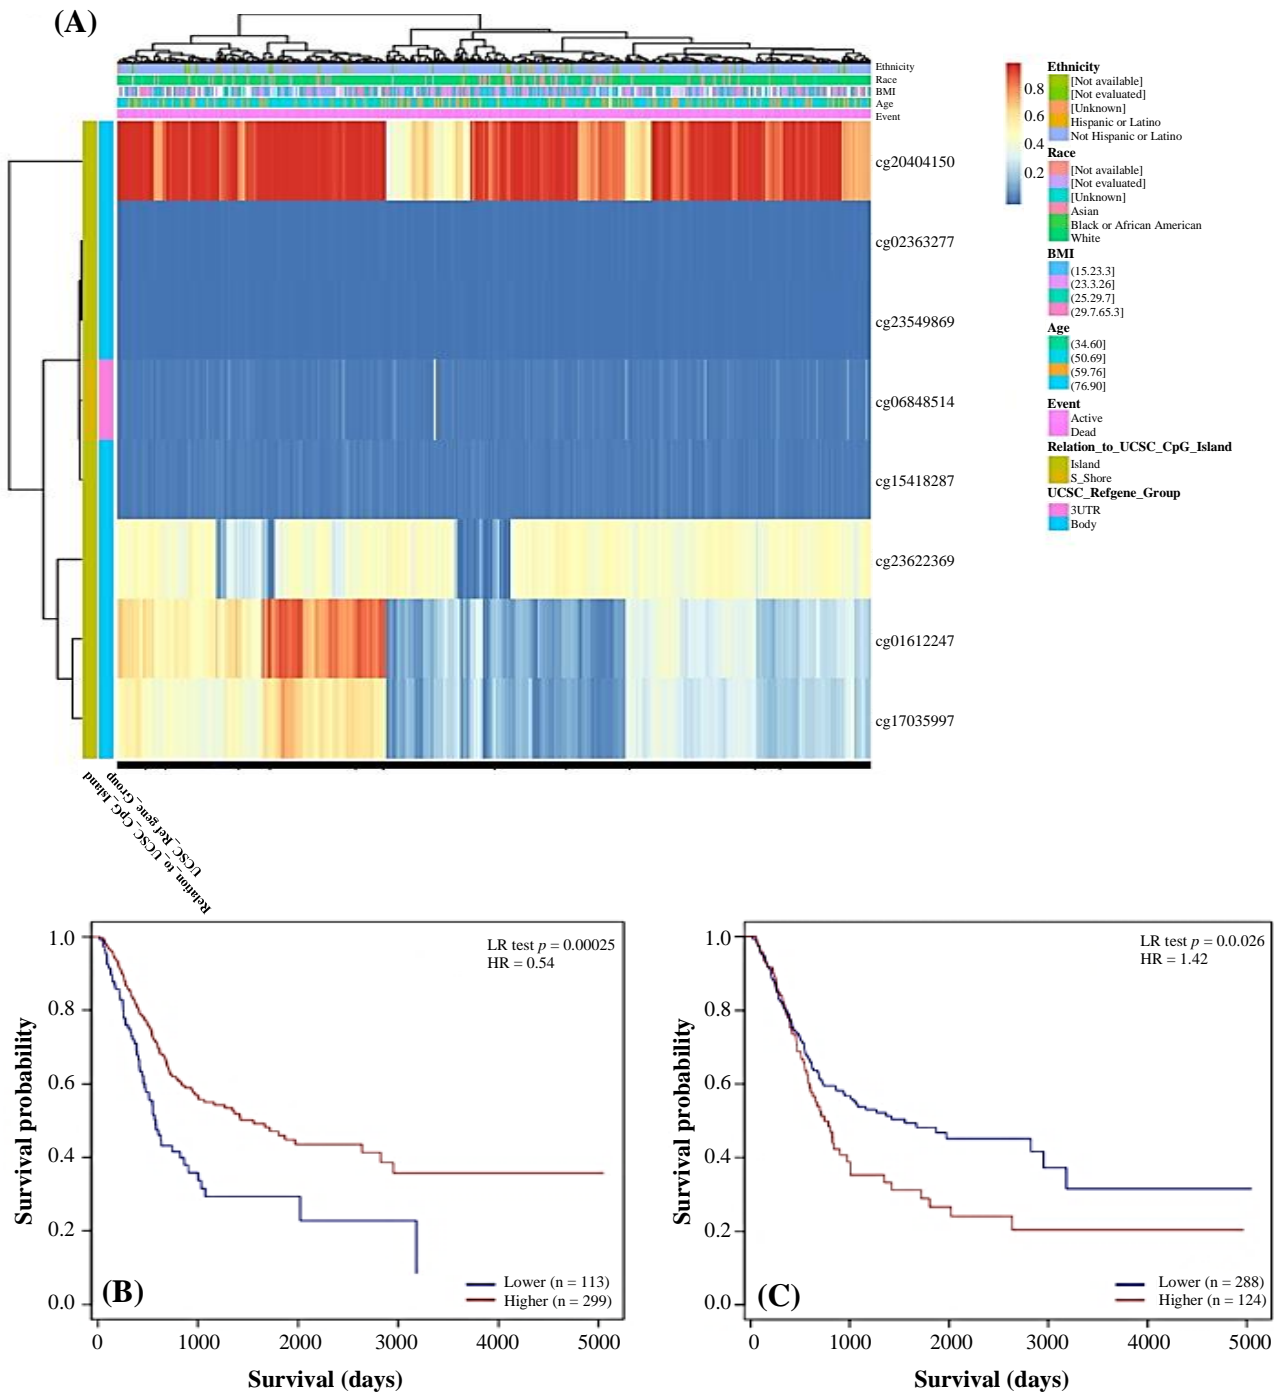 (A)
Ethnicity
Race
BMI
Age
Event
cg20404150
cg02363277
cg23549869
cg06848514
cg15418287
cg23622369
cg01612247
cg17035997
0.8
0.6
0.4
0.2
Ethnicity
[Not available]
[Not evaluated]
[Unknown]
Hispanic or Latino
Not Hispanic or Latino
Race
[Not available]
[Not evaluated]
[Unknown]
Asian
Black or African American
White
BMI
(15.23.3]
(23.3.26]
(25.29.7]
(29.7.65.3]
Age
(34.60]
(50.69]
(59.76]
(76.90]
Event
Active
Dead
Relation_to_UCSC_CpG_Island
Island
S_Shore
UCSC_Refgene_Group
3UTR
Body
Relation_to_UCSC_CpG_Island
UCSC_Ref gene_Group
LR test p = 0.00025
HR = 0.54
Survival probability
1.0
0.8
0.6
0.4
0.2
0.0
(B)
Lower (n = 113)
Higher (n = 299)
0 1000 2000 3000 4000 5000
Survival (days)
LR test p = 0.0.026
HR = 1.42
Survival probability
1.0
0.8
0.6
0.4
0.2
0.0
(C)
Lower (n = 288)
Higher (n = 124)
0 1000 2000 3000 4000 5000
Survival (days)